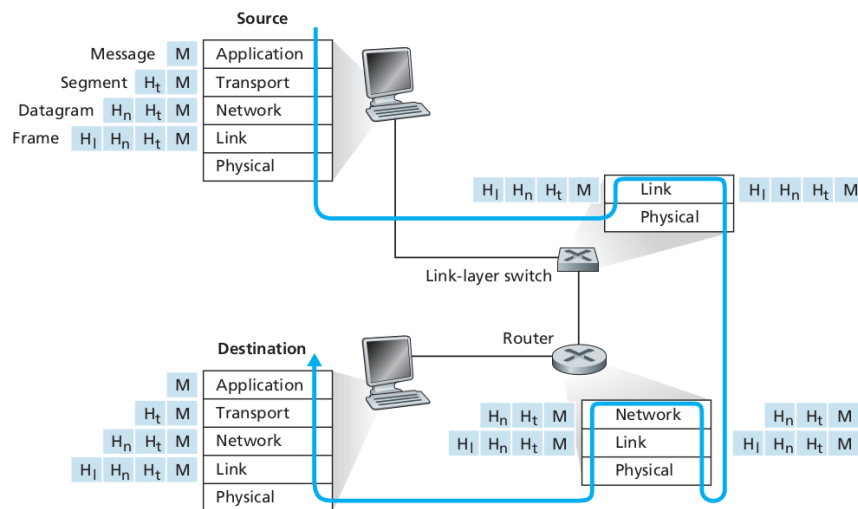 Source
Message M Application
Segment Ht M Transport
Datagram Hn Ht M Network
Frame Hl Hn Ht M Link
Physical
Hl Hn Ht M Link Hl Hn Ht M
Physical
Link-layer switch
Router
Destination
M Application
Ht M Transport
Hn Ht M Network
Hl Hn Ht M Link
Physical
Hn Ht M Network Hn Ht M
Hl Hn Ht M Link Hl Hn Ht M
Physical